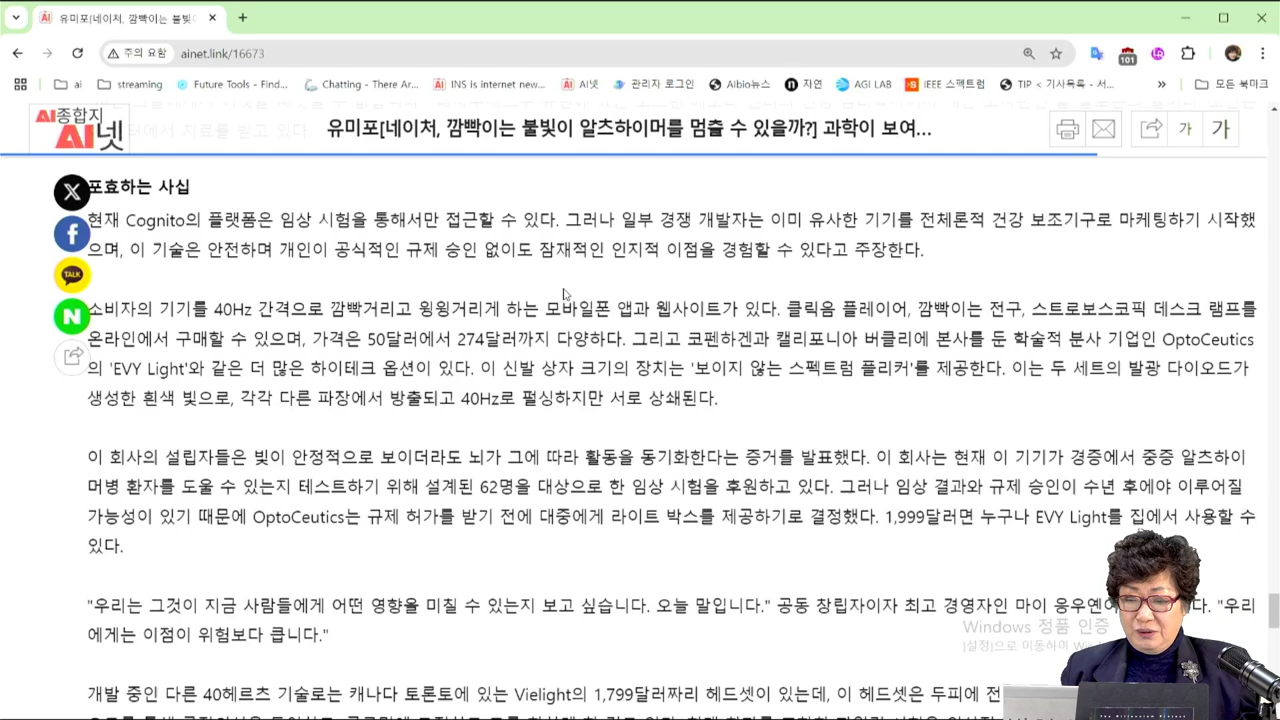 유미포[네이처, 깜빡이는 불빛이
주의 요함
ainet.link/16673
101
ai
streaming
Future Tools - Find...
Chatting - There Ar...
INS is internet new...
AI넷
관리자 로그인
Aibio뉴스
자연
AGI LAB
IEEE 스펙트럼
TIP < 기사목록 - 서...
»
모든 북마크
AI종합지
AI넷
유미포[네이처, 깜빡이는 불빛이 알츠하이머를 멈출 수 있을까?] 과학이 보여...
가
가
포효하는 사십
현재 Cognito의 플랫폼은 임상 시험을 통해서만 접근할 수 있다. 그러나 일부 경쟁 개발자는 이미 유사한 기기를 전체론적 건강 보조기구로 마케팅하기 시작했
으며, 이 기술은 안전하며 개인이 공식적인 규제 승인 없이도 잠재적인 인지적 이점을 경험할 수 있다고 주장한다.
소비자의 기기를 40Hz 간격으로 깜빡거리고 윙윙거리게 하는 모바일폰 앱과 웹사이트가 있다. 클릭음 플레이어, 깜빡이는 전구, 스트로보스코픽 데스크 램프를
온라인에서 구매할 수 있으며, 가격은 50달러에서 274달러까지 다양하다. 그리고 코펜하겐과 캘리포니아 버클리에 본사를 둔 학술적 분사 기업인 OptoCeutics
의 'EVY Light'와 같은 더 많은 하이테크 옵션이 있다. 이 신발 상자 크기의 장치는 '보이지 않는 스펙트럼 플리커'를 제공한다. 이는 두 세트의 발광 다이오드가
생성한 흰색 빛으로, 각각 다른 파장에서 방출되고 40Hz로 펄싱하지만 서로 상쇄된다.
이 회사의 설립자들은 빛이 안정적으로 보이더라도 뇌가 그에 따라 활동을 동기화한다는 증거를 발표했다. 이 회사는 현재 이 기기가 경증에서 중증 알츠하이
머병 환자를 도울 수 있는지 테스트하기 위해 설계된 62명을 대상으로 한 임상 시험을 후원하고 있다. 그러나 임상 결과와 규제 승인이 수년 후에야 이루어질
가능성이 있기 때문에 OptoCeutics는 규제 허가를 받기 전에 대중에게 라이트 박스를 제공하기로 결정했다. 1,999달러면 누구나 EVY Light를 집에서 사용할 수
있다.
"우리는 그것이 지금 사람들에게 어떤 영향을 미칠 수 있는지 보고 싶습니다. 오늘 말입니다." 공동 창립자이자 최고 경영자인 마이 응우옌이 다. "우리
에게는 이점이 위험보다 큽니다."
Windows 정품 인증
[설정]으로 이동하여
개발 중인 다른 40헤르츠 기술로는 캐나다 토론토에 있는 Vielight의 1,799달러짜리 헤드셋이 있는데, 이 헤드셋은 두피에 전
TALK